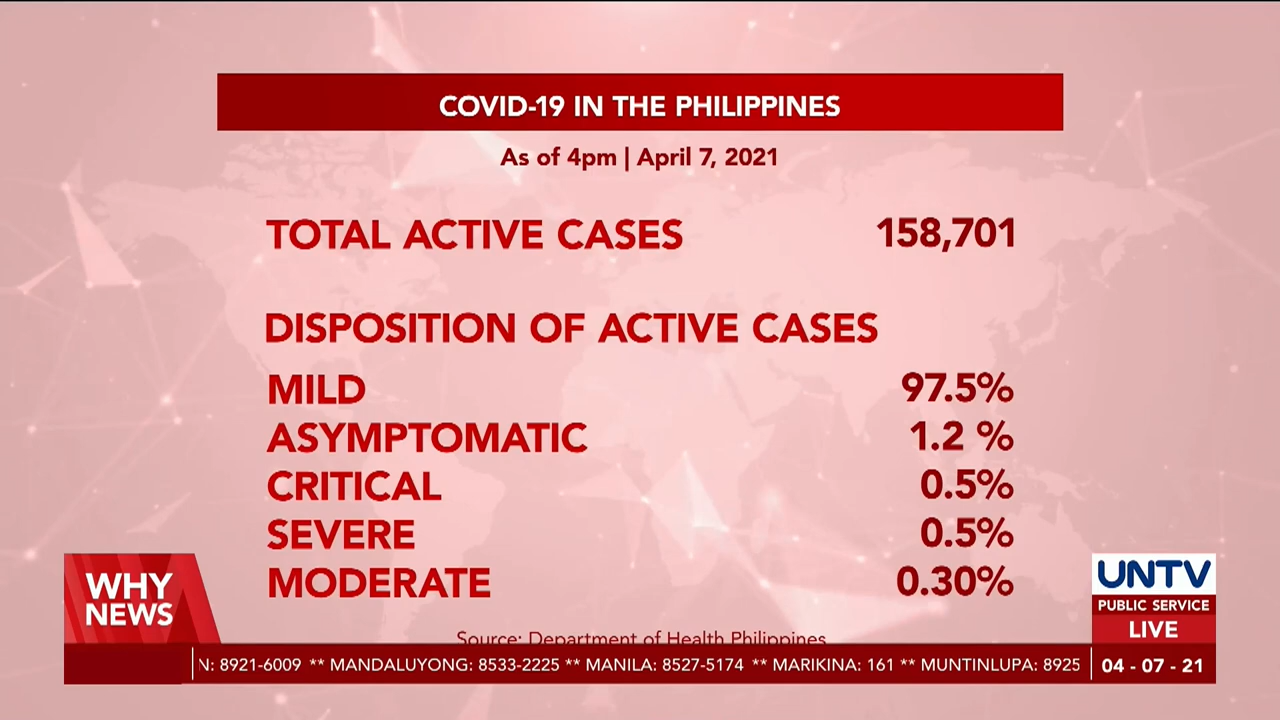 COVID-19 IN THE PHILIPPINES
As of 4pm | April 7, 2021
TOTAL ACTIVE CASES 158,701
DISPOSITION OF ACTIVE CASES
MILD 97.5%
ASYMPTOMATIC 1.2 %
CRITICAL 0.5%
SEVERE 0.5%
MODERATE 0.30%
Source: Department of Health Philippines
WHY
NEWS
UNTV
PUBLIC SERVICE
LIVE
N: 8921-6009 ** MANDALUYONG: 8533-2225 ** MANILA: 8527-5174 ** MARIKINA: 161 ** MUNTINLUPA: 8925
04 - 07 - 21